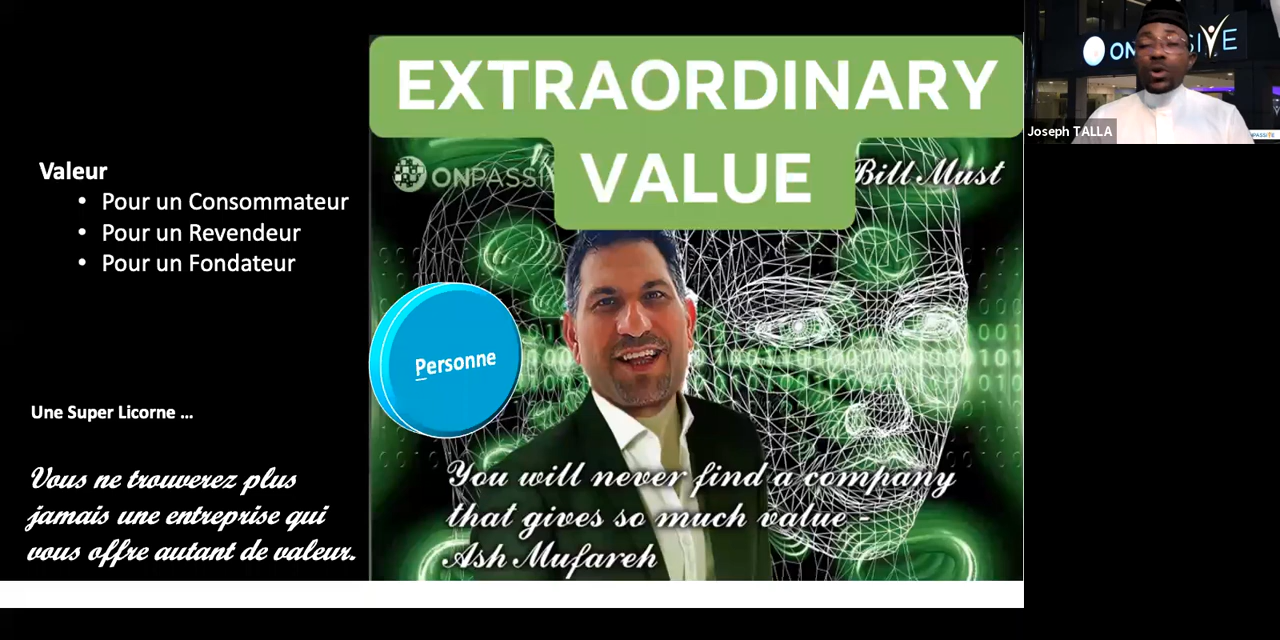 EXTRAORDINARY
VALUE
ONPASSI
Bill Must
Valeur
• Pour un Consommateur
• Pour un Revendeur
• Pour un Fondateur
Personne
Une Super Licorne ...
Vous ne trouverez plus
jamais une entreprise qui
vous offre autant de valeur.
You will never find a company
that gives so much value -
Ash Mufareh
Joseph TALLA